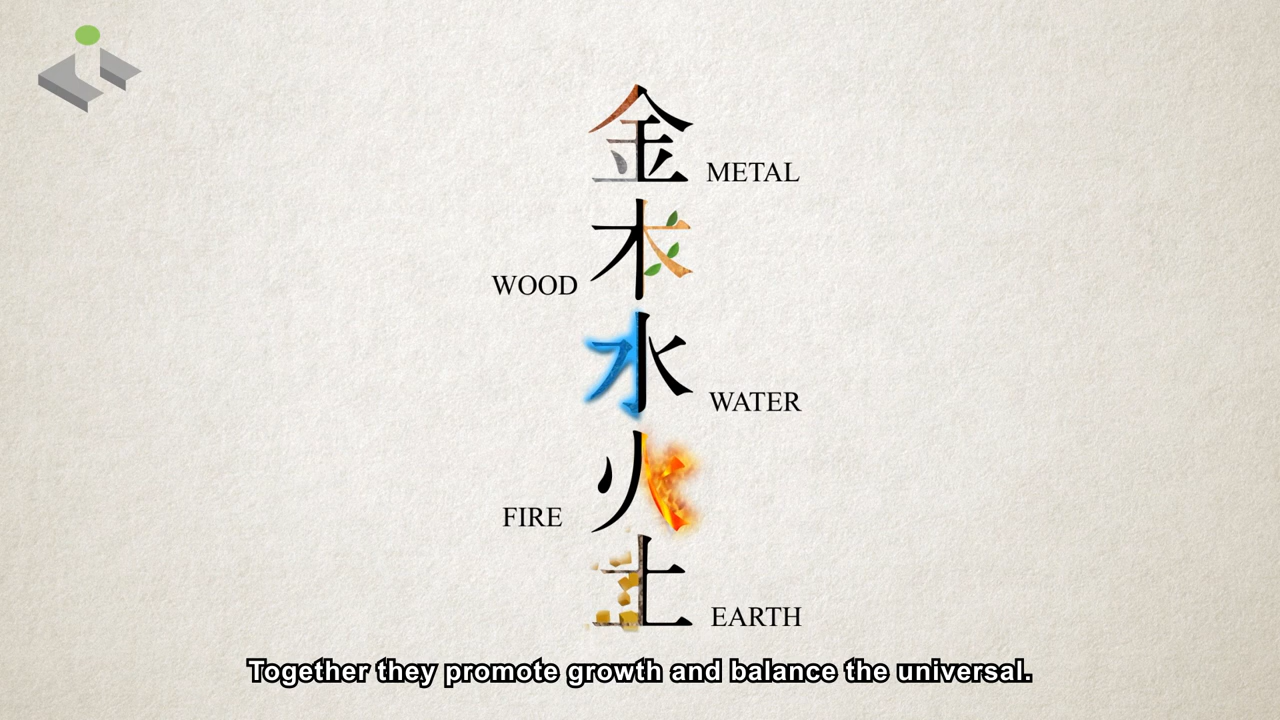 金
METAL
木
WOOD
水
WATER
火
FIRE
土
EARTH
Together they promote growth and balance the universal.